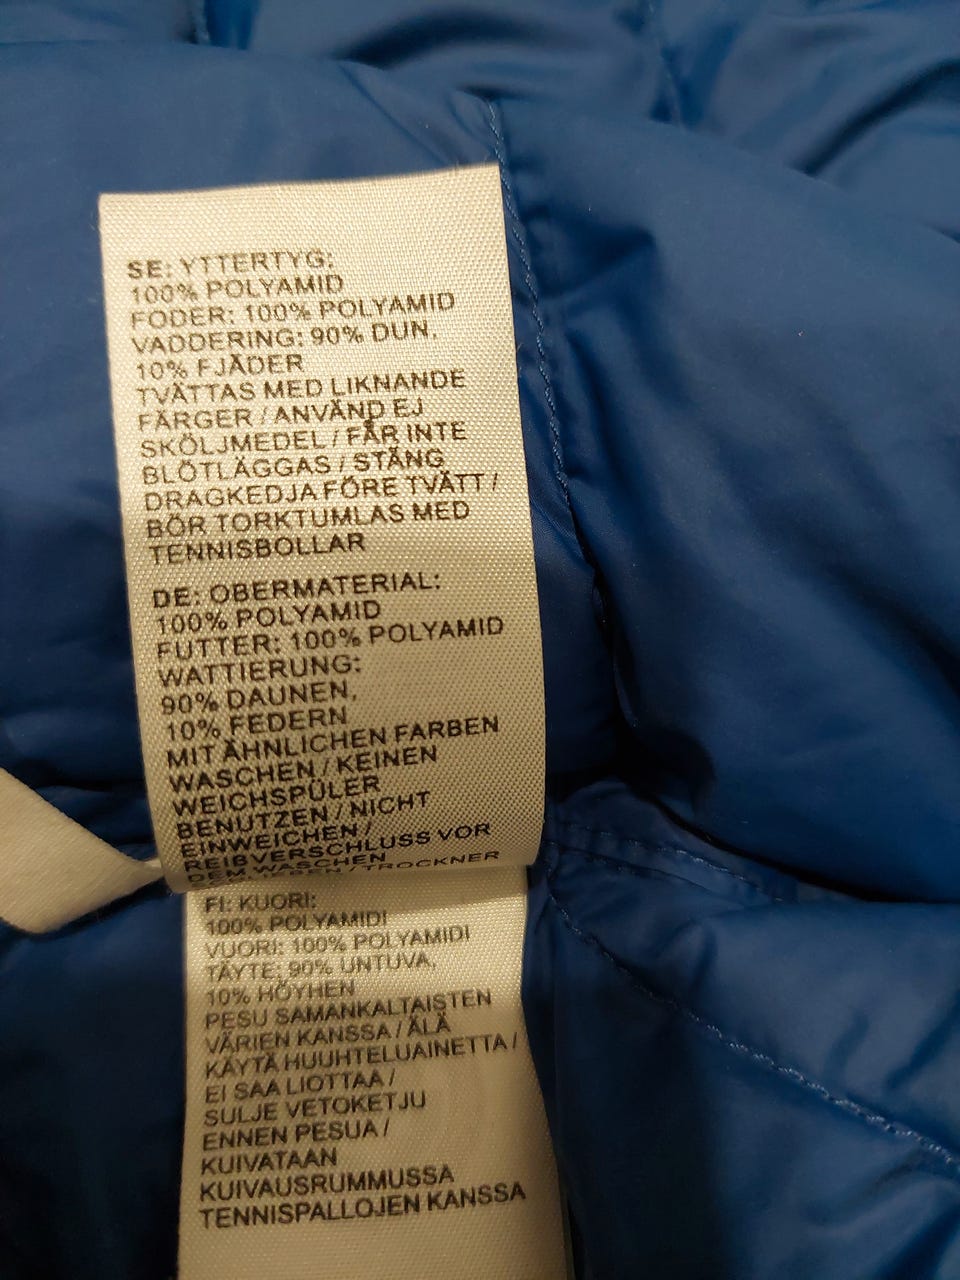 SE: YTTERTYG:
100% POLYAMID
FODER: 100% POLYAMID
VADDERING: 90% DUN,
10% FJÄDER
TVÄTTAS MED LIKNANDE
FÄRGER / ANVÄND EJ
SKÖLJMEDEL / FÅR INTE
BLÖTLÄGGAS / STÄNG
DRAGKEDJA FÖRE TVÄTT /
BÖR TORKTUMLAS MED
TENNISBOLLAR
DE: OBERMATERIAL:
100% POLYAMID
FUTTER: 100% POLYAMID
WATTIERUNG:
90% DAUNEN,
10% FEDERN
MIT ÄHNLICHEN FARBEN
WASCHEN / KEINEN
WEICHSPÜLER
BENUTZEN / NICHT
EINWEICHEN /
REIßVERSCHLUSS VOR
DEM WASCHEN
/ TROCKNER
FI: KUORI:
100% POLYAMIDI
VUORI: 100% POLYAMIDI
TÄYTE: 90% UNTUVA,
10% HÖYHEN
PESU SAMANKALTAISTEN
VÄRIEN KANSSA / ÄLÄ
KÄYTÄ HUUHTELUAINETTA /
EI SAA LIOTTAA /
SULJE VETOKETJU
ENNEN PESUA /
KUIVATAAN
KUIVAUSRUMMUSSA
TENNISPALLOJEN KANSSA